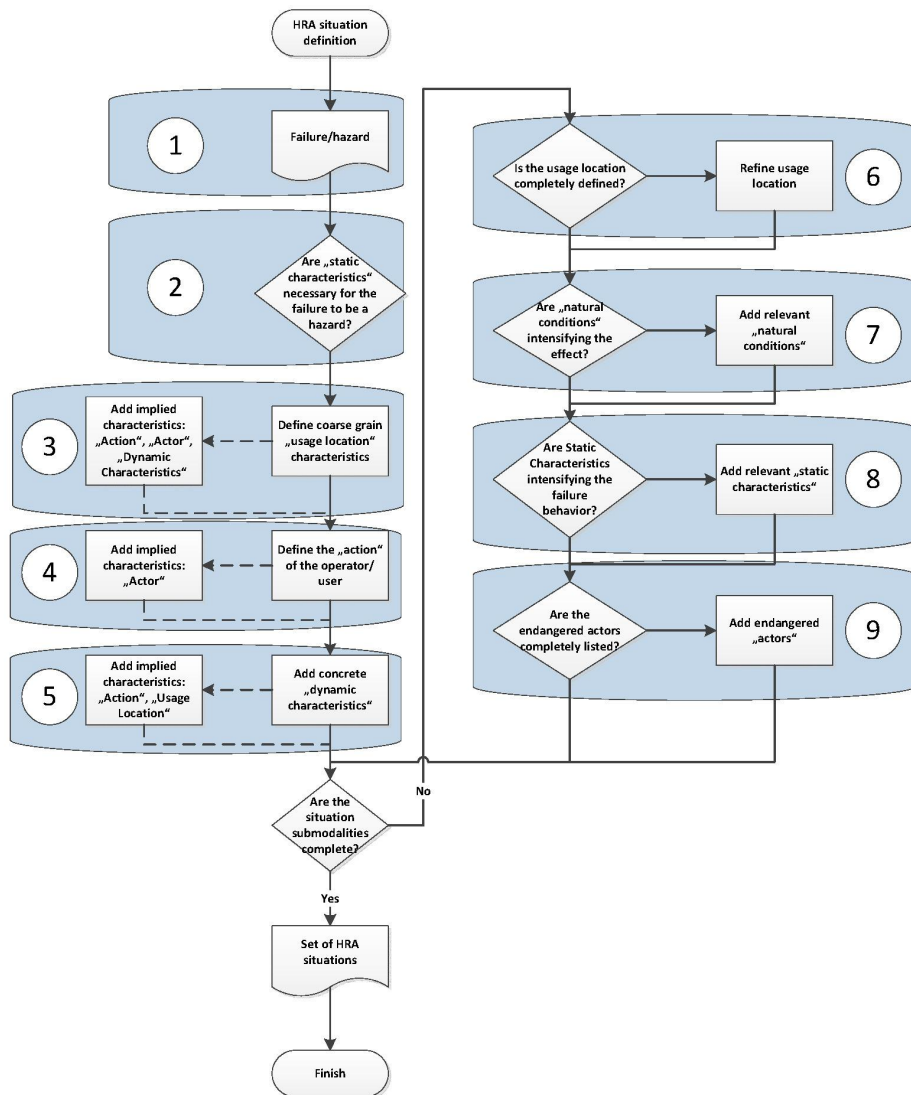 HRA situation
definition
1
Failure/hazard
2
Are „static
characteristics“
necessary for the
failure to be a
hazard?
3
Add implied
characteristics:
„Action“, „Actor“,
„Dynamic
Characteristics“
Define coarse grain
„usage location“
characteristics
4
Add implied
characteristics:
„Actor“
Define the „action“
of the operator/
user
5
Add implied
characteristics:
„Action“, „Usage
Location“
Add concrete
„dynamic
characteristics“
Are the
situation
submodalities
complete?
No
Yes
Set of HRA
situations
Finish
Is the usage location
completely defined?
Refine usage
location
6
Are „natural
conditions“
intensifying the
effect?
Add relevant
„natural
conditions“
7
Are Static
Characteristics
intensifying the
failure
behavior?
Add relevant „static
characteristics“
8
Are the
endangered actors
completely listed?
Add endangered
„actors“
9